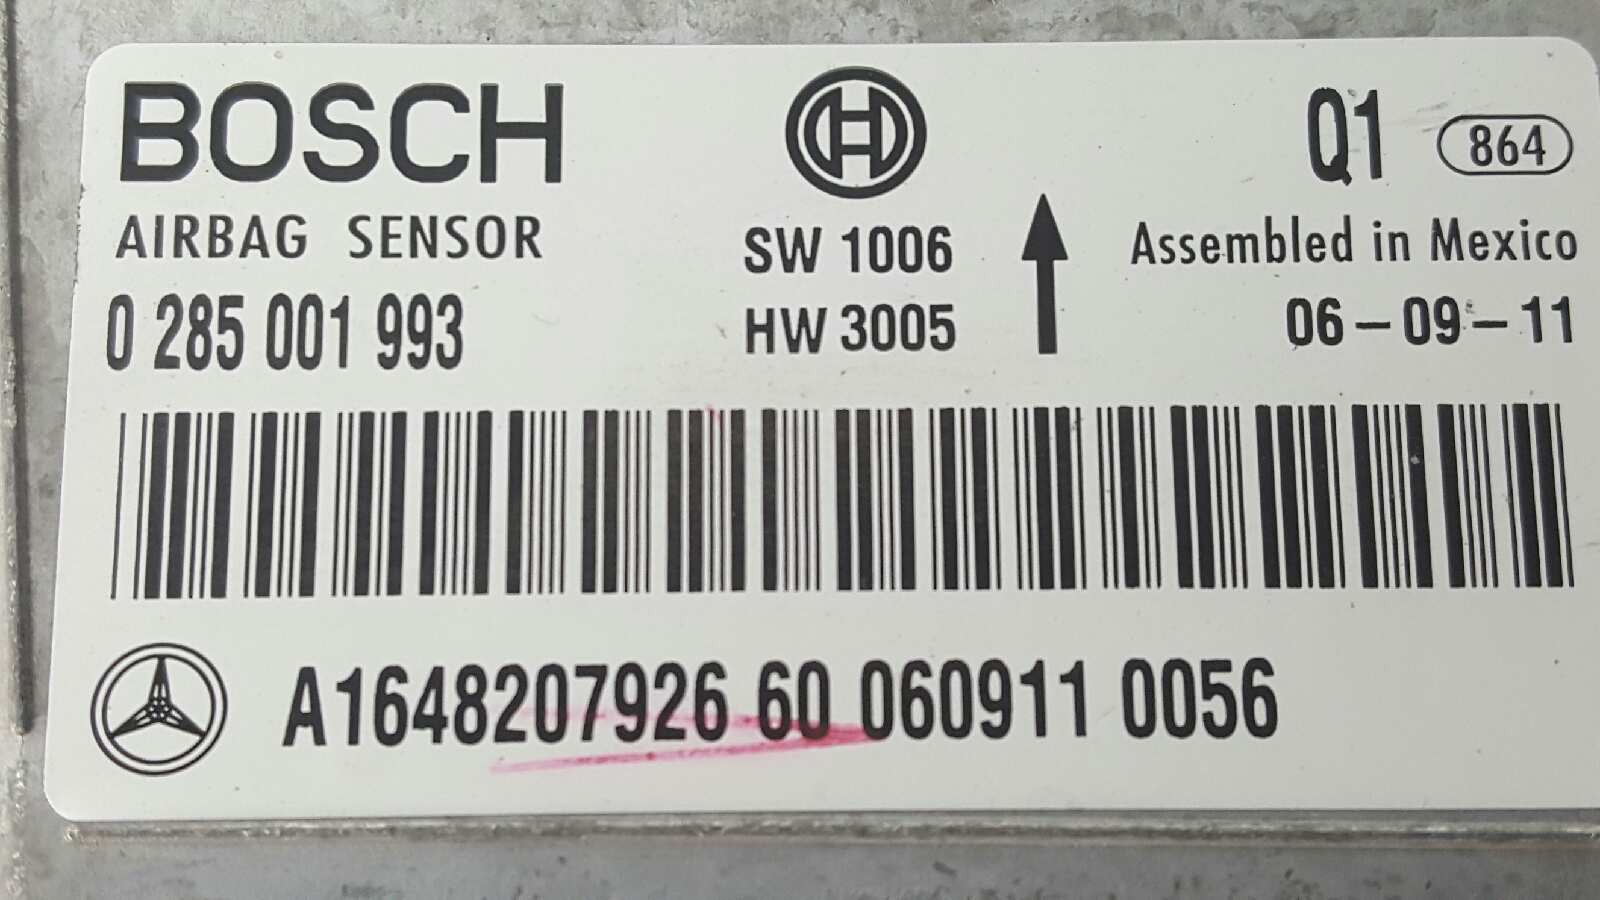 BOSCH
Q1 864
AIRBAG SENSOR
SW 1006
Assembled in Mexico
0 285 001 993
HW 3005
06-09-11
A1648207926 60 060911 0056